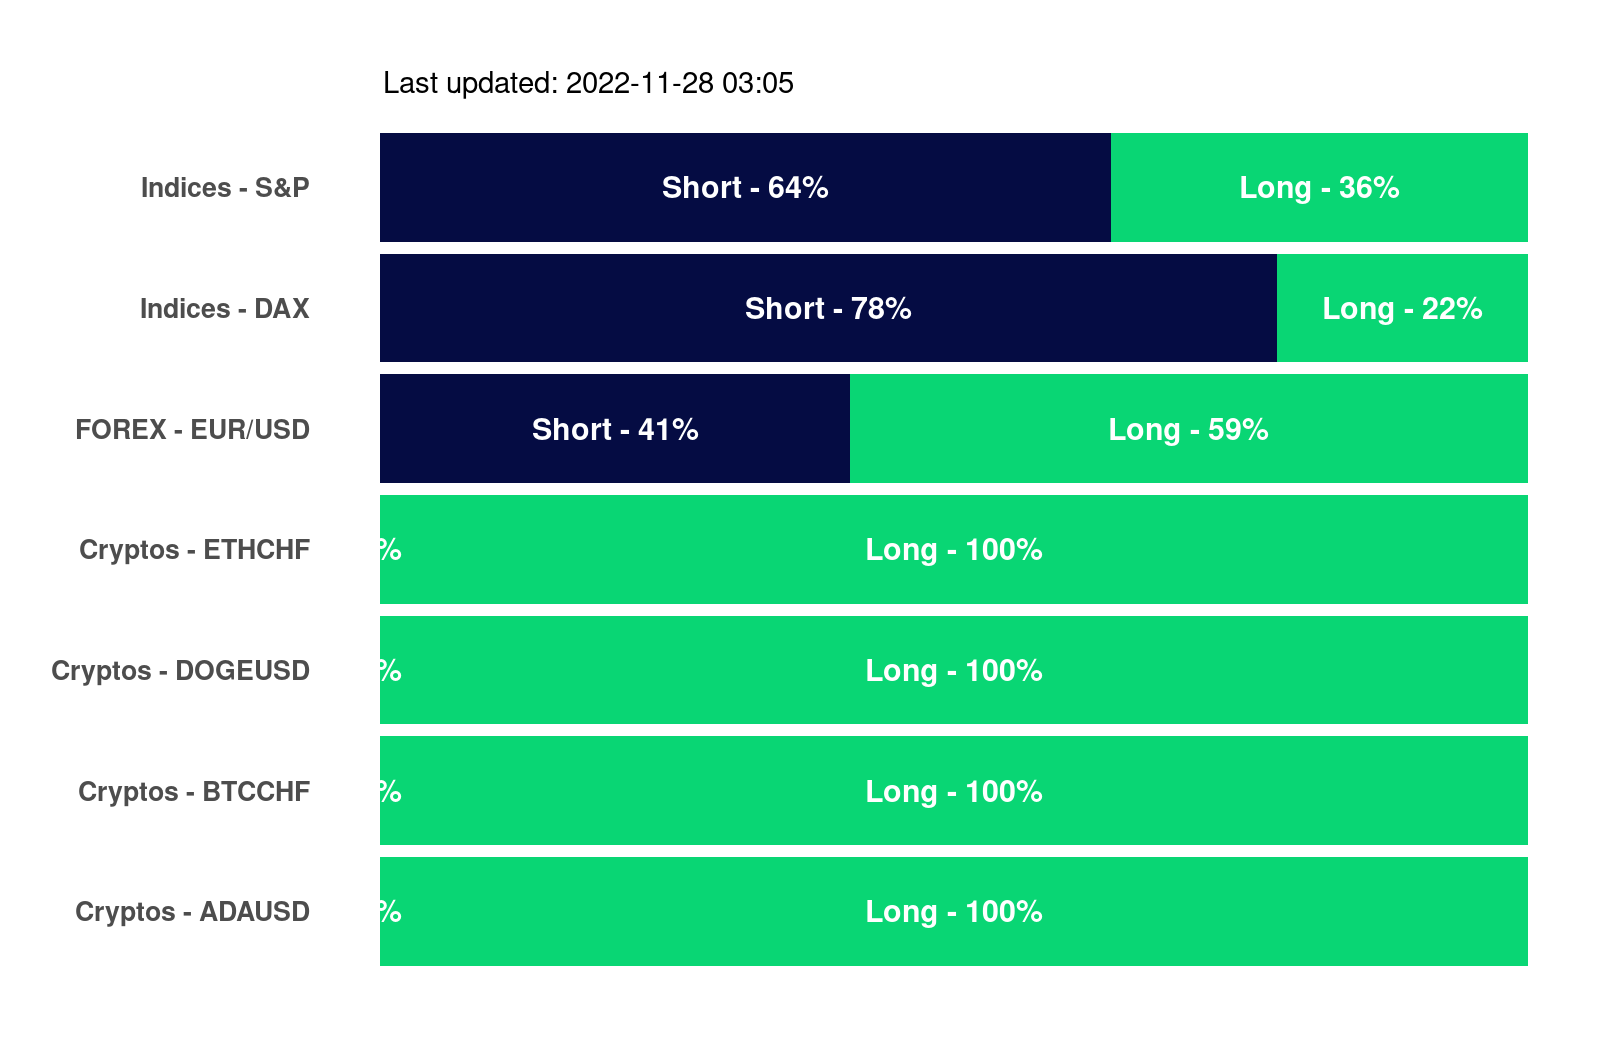 Last updated: 2022-11-28 03:05
Indices - S&P Short - 64% Long - 36%
Indices - DAX Short - 78% Long - 22%
FOREX - EUR/USD Short - 41% Long - 59%
Cryptos - ETHCHF % Long - 100%
Cryptos - DOGEUSD % Long - 100%
Cryptos - BTCCHF % Long - 100%
Cryptos - ADAUSD % Long - 100%